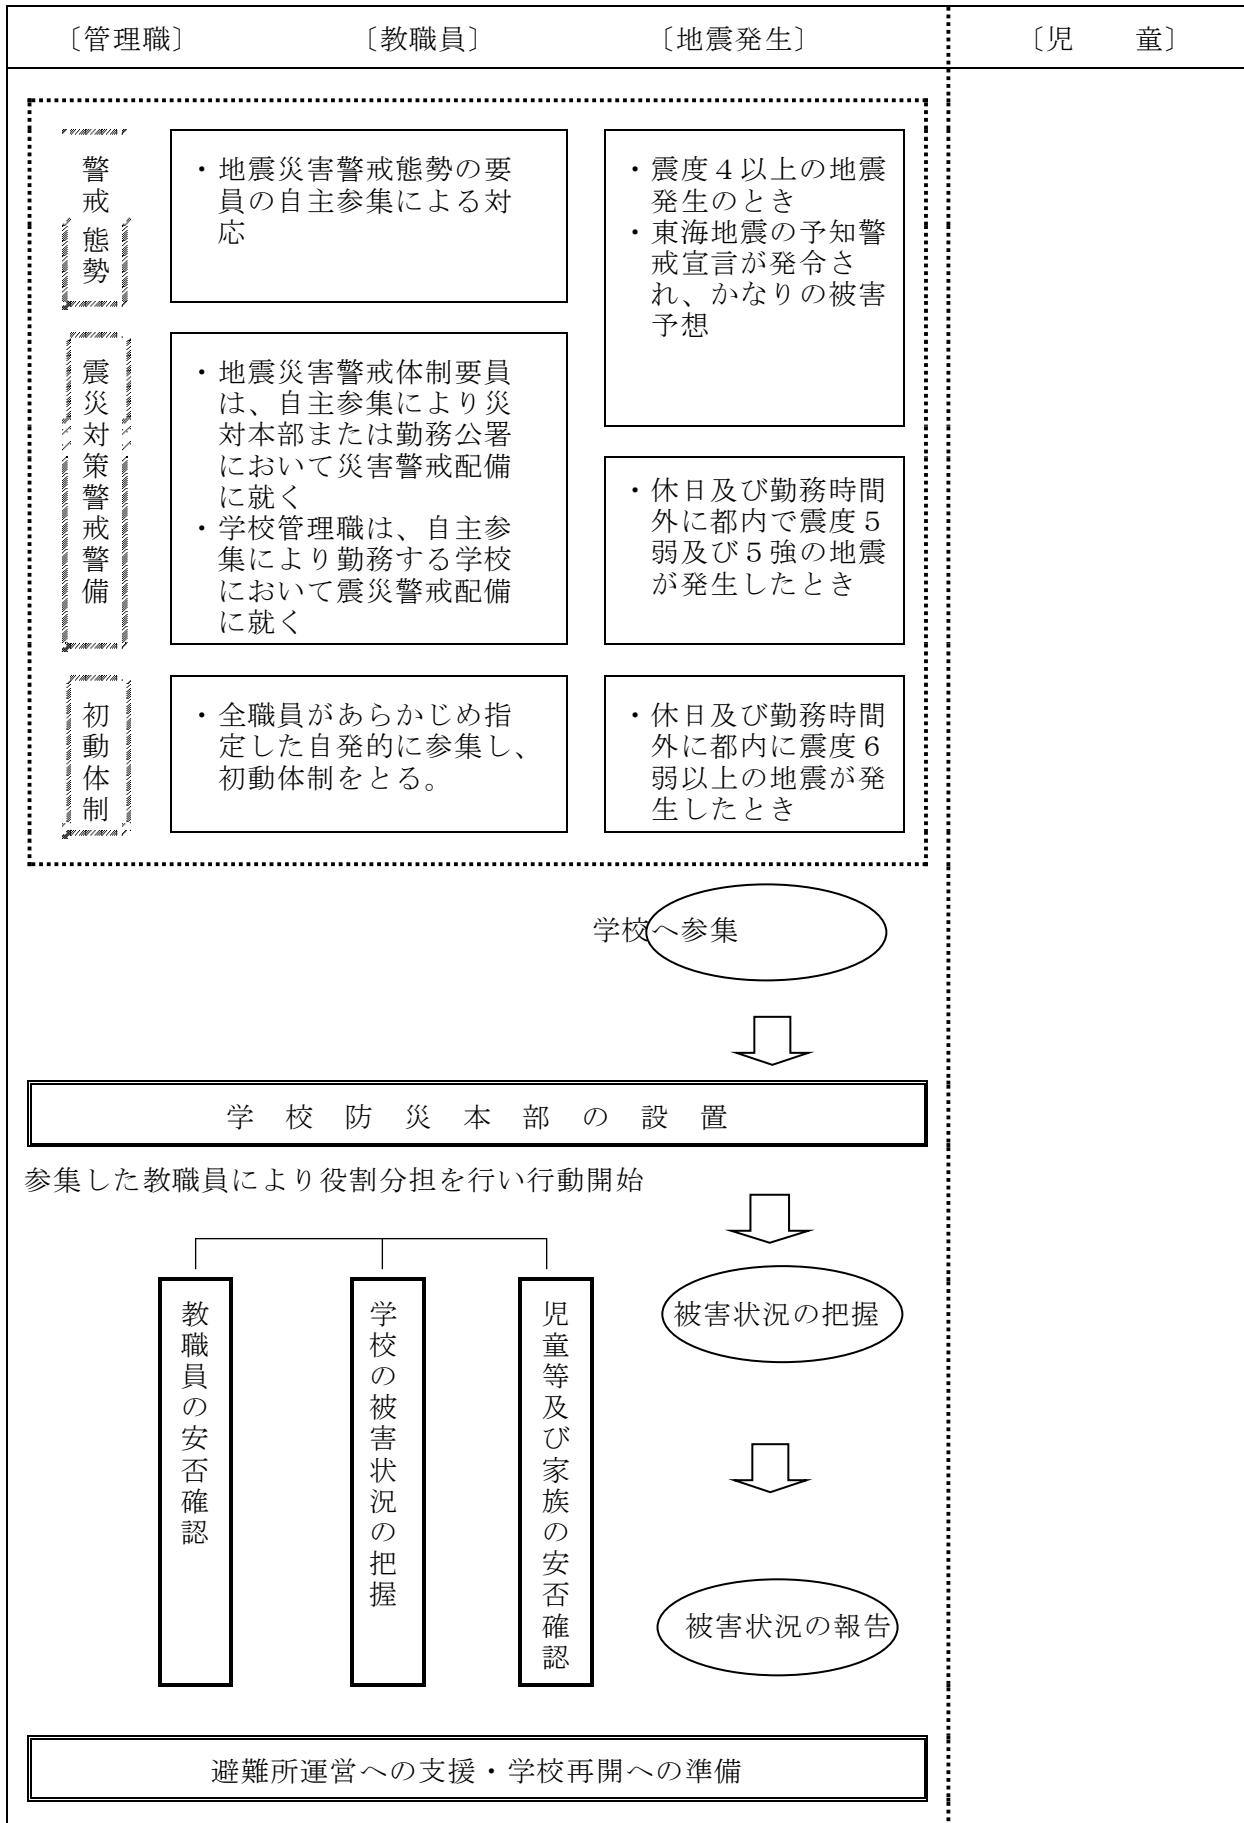 〔管理職〕 〔教職員〕 〔地震発生〕 〔児　童〕
警戒態勢
・地震災害警戒態勢の要
員の自主参集による対
応
・震度４以上の地震
発生のとき
・東海地震の予知警
戒宣言が発令さ
れ、かなりの被害
予想
震災対策警戒警備
・地震災害警戒体制要員
は、自主参集により災
対本部または勤務公署
において災害警戒配備
に就く
・学校管理職は、自主参
集により勤務する学校
において震災警戒配備
に就く
・休日及び勤務時間
外に都内で震度５
弱及び５強の地震
が発生したとき
初動体制
・全職員があらかじめ指
定した自発的に参集し、
初動体制をとる。
・休日及び勤務時間
外に都内に震度６
弱以上の地震が発
生したとき
学校へ参集
学校防災本部の設置
参集した教職員により役割分担を行い行動開始
教職員の安否確認
学校の被害状況の把握
児童等及び家族の安否確認
被害状況の把握
被害状況の報告
避難所運営への支援・学校再開への準備